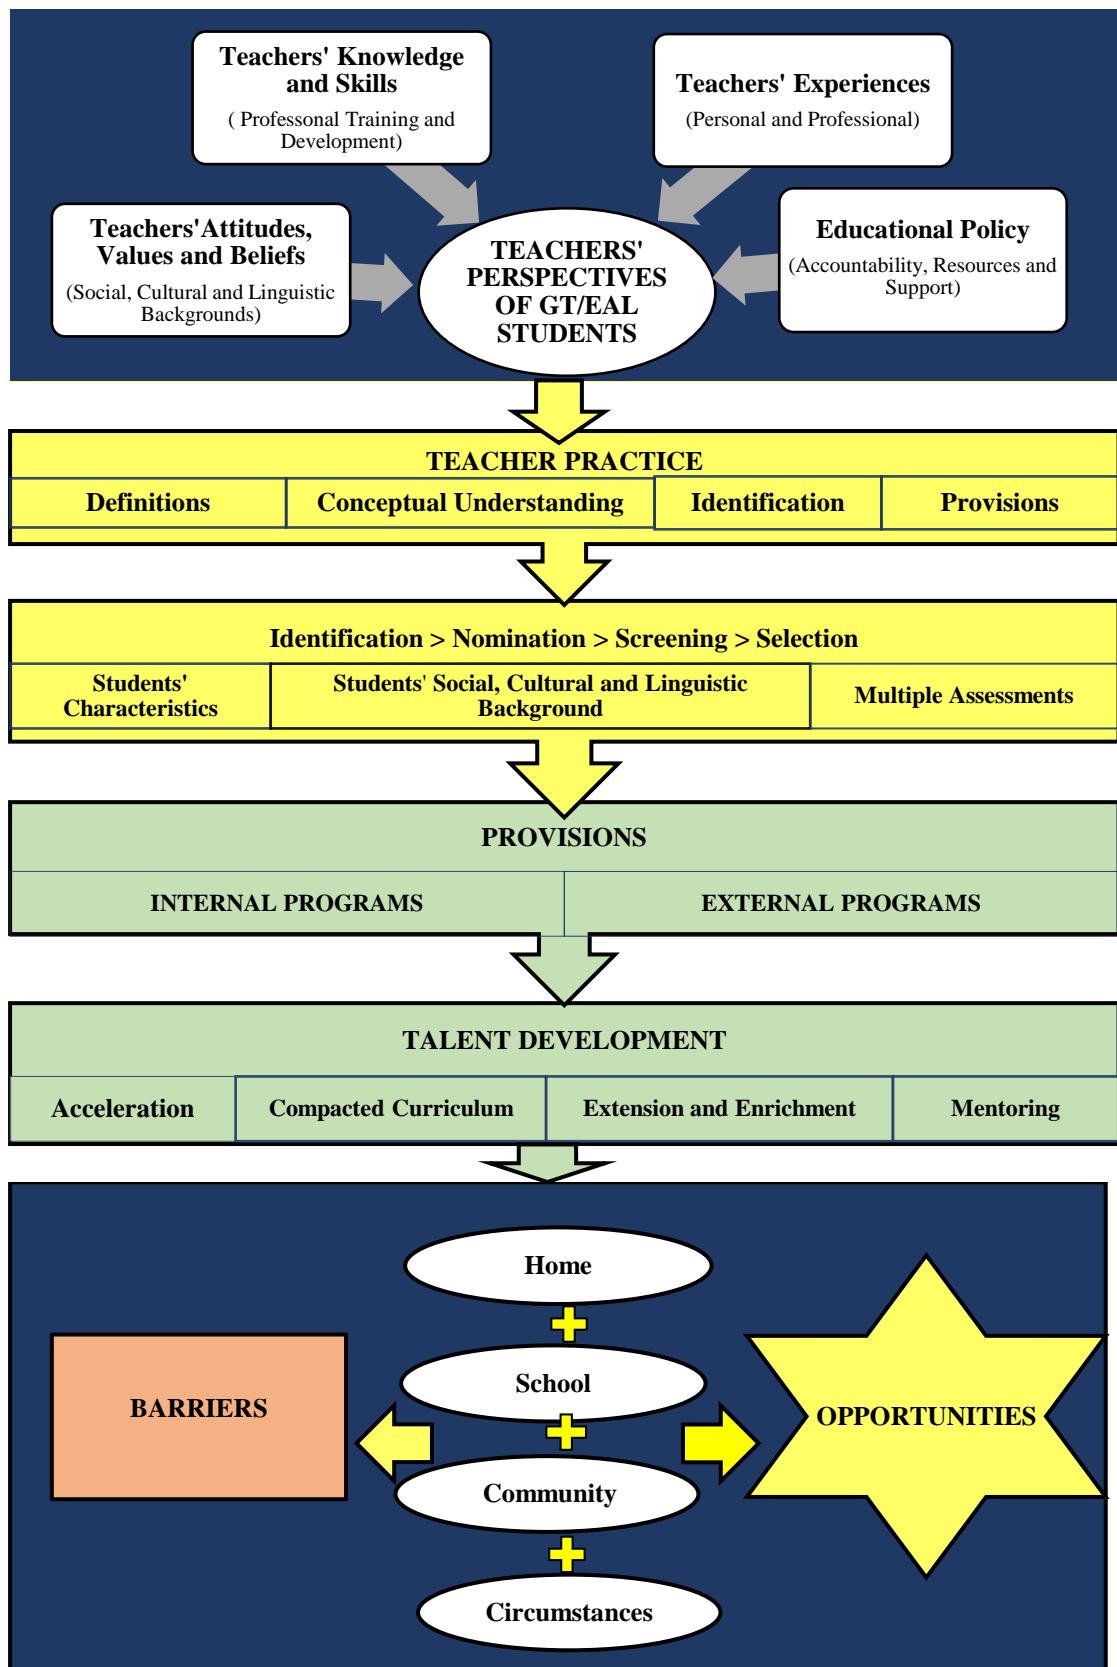 Teachers' Knowledge
and Skills
( Professonal Training and
Development)
Teachers' Experiences
(Personal and Professional)
Teachers'Attitudes,
Values and Beliefs
(Social, Cultural and Linguistic
Backgrounds)
TEACHERS'
PERSPECTIVES
OF GT/EAL
STUDENTS
Educational Policy
(Accountability, Resources and
Support)
TEACHER PRACTICE
Definitions
Conceptual Understanding
Identification
Provisions
Identification > Nomination > Screening > Selection
Students'
Characteristics
Students' Social, Cultural and Linguistic
Background
Multiple Assessments
PROVISIONS
INTERNAL PROGRAMS
EXTERNAL PROGRAMS
TALENT DEVELOPMENT
Acceleration
Compacted Curriculum
Extension and Enrichment
Mentoring
Home
School
BARRIERS
OPPORTUNITIES
Community
Circumstances